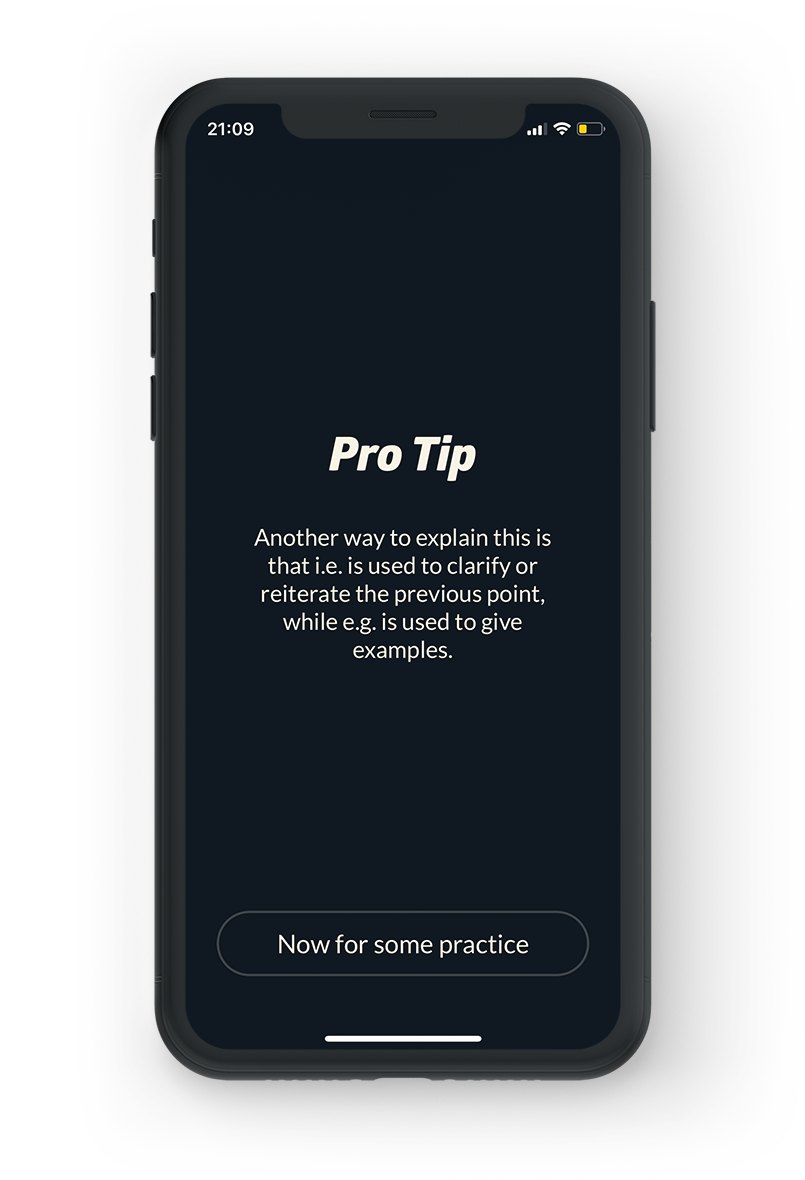 21:09
Pro Tip
Another way to explain this is
that i.e. is used to clarify or
reiterate the previous point,
while e.g. is used to give
examples.
Now for some practice